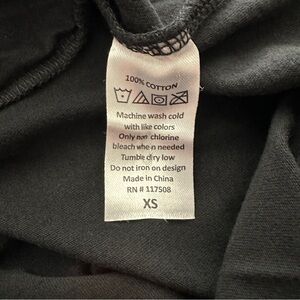 100% COTTON
Machine wash cold
with like colors
Only non chlorine
bleach when needed
Tumble dry low
Do not iron on design
Made in China
RN # 117508
XS